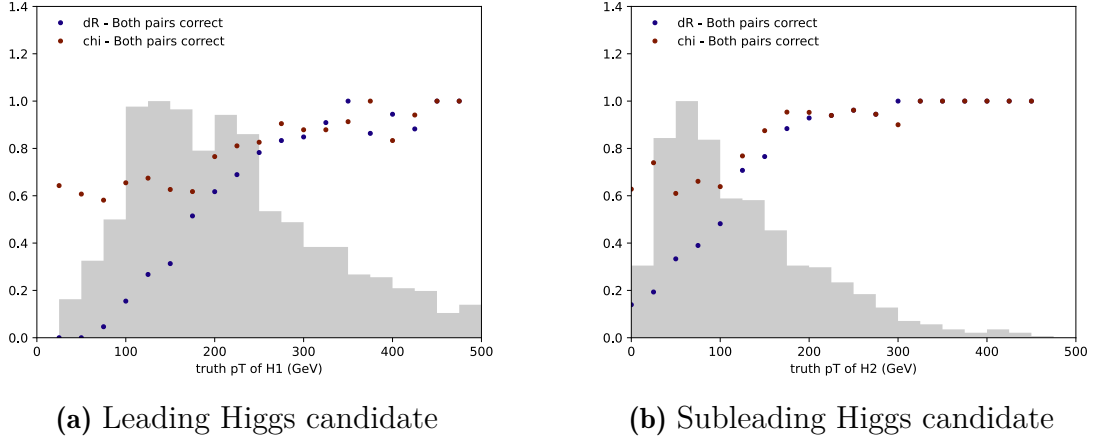 dR - Both pairs correct
chi - Both pairs correct
1.4
1.2
1.0
0.8
0.6
0.4
0.2
0.0
0 100 200 300 400 500
truth pT of H1 (GeV)
(a) Leading Higgs candidate
dR - Both pairs correct
chi - Both pairs correct
1.4
1.2
1.0
0.8
0.6
0.4
0.2
0.0
0 100 200 300 400 500
truth pT of H2 (GeV)
(b) Subleading Higgs candidate